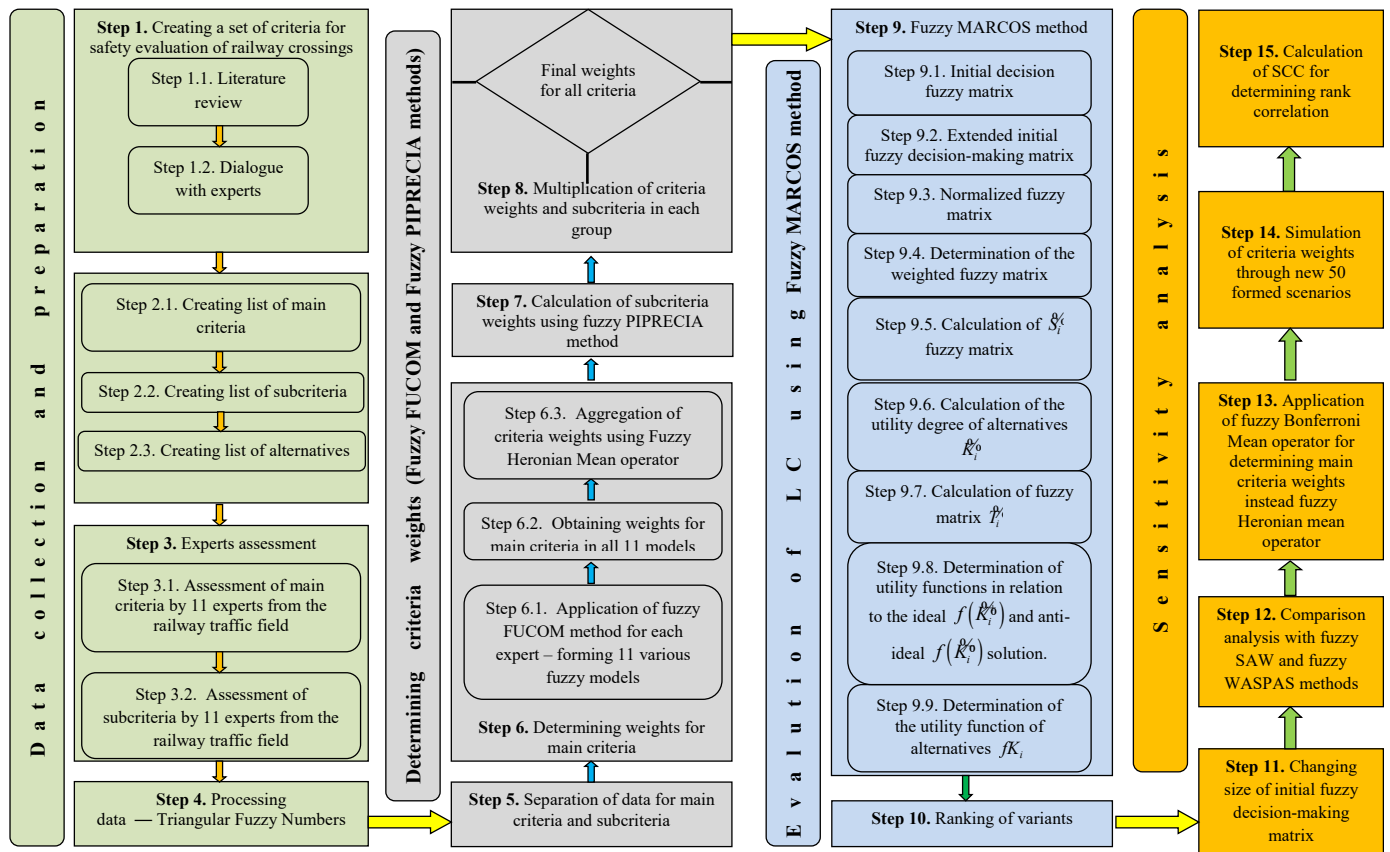 Data collection and preparation
Step 1. Creating a set of criteria for
safety evaluation of railway crossings
Step 1.1. Literature
review
Step 1.2. Dialogue
with experts
Step 2.1. Creating list of main
criteria
Step 2.2. Creating list of subcriteria
Step 2.3. Creating list of alternatives
Step 3. Experts assessment
Step 3.1. Assessment of main
criteria by 11 experts from the
railway traffic field
Step 3.2. Assessment of
subcriteria by 11 experts from the
railway traffic field
Step 4. Processing
data — Triangular Fuzzy Numbers
Determining criteria weights (Fuzzy FUCOM and Fuzzy PIPRECIA methods)
Final weights
for all criteria
Step 8. Multiplication of criteria
weights and subcriteria in each
group
Step 7. Calculation of subcriteria
weights using fuzzy PIPRECIA
method
Step 6.3. Aggregation of
criteria weights using Fuzzy
Heronian Mean operator
Step 6.2. Obtaining weights for
main criteria in all 11 models
Step 6.1. Application of fuzzy
FUCOM method for each
expert – forming 11 various
fuzzy models
Step 6. Determining weights for
main criteria
Step 5. Separation of data for main
criteria and subcriteria
Evalution of LC using Fuzzy MARCOS method
Step 9. Fuzzy MARCOS method
Step 9.1. Initial decision
fuzzy matrix
Step 9.2. Extended initial
fuzzy decision-making matrix
Step 9.3. Normalized fuzzy
matrix
Step 9.4. Determination of the
weighted fuzzy matrix
Step 9.5. Calculation of
fuzzy matrix
Step 9.6. Calculation of the
utility degree of alternatives
Step 9.7. Calculation of fuzzy
matrix
Step 9.8. Determination of
utility functions in relation
to the ideal and anti-
ideal solution.
Step 9.9. Determination of
the utility function of
alternatives fKᵢ
Step 10. Ranking of variants
Sensitivity analysis
Step 15. Calculation
of SCC for
determining rank
correlation
Step 14. Simulation
of criteria weights
through new 50
formed scenarios
Step 13. Application
of fuzzy Bonferroni
Mean operator for
determining main
criteria weights
instead fuzzy
Heronian mean
operator
Step 12. Comparison
analysis with fuzzy
SAW and fuzzy
WASPAS methods
Step 11. Changing
size of initial fuzzy
decision-making
matrix